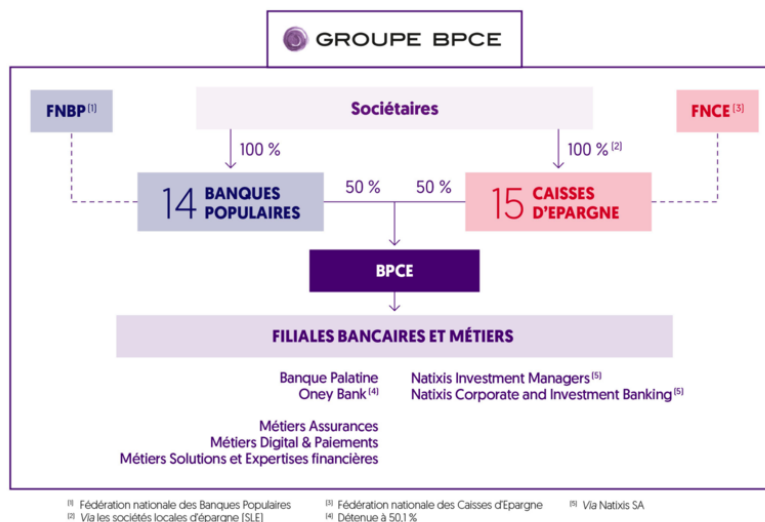 GROUPE BPCE
FNBP [1]
Sociétaires
FNCE [3]
100 %
100 % [2]
14 BANQUES
POPULAIRES
50 %
50 %
15 CAISSES
D'EPARGNE
BPCE
FILIALES BANCAIRES ET MÉTIERS
Banque Palatine
Oney Bank [4]
Métiers Assurances
Métiers Digital & Paiements
Métiers Solutions et Expertises financières
Natixis Investment Managers [5]
Natixis Corporate and Investment Banking [5]
[1] Fédération nationale des Banques Populaires
[2] Via les sociétés locales d'épargne [SLE]
[3] Fédération nationale des Caisses d'Epargne
[4] Détenue à 50,1 %
[5] Via Natixis SA